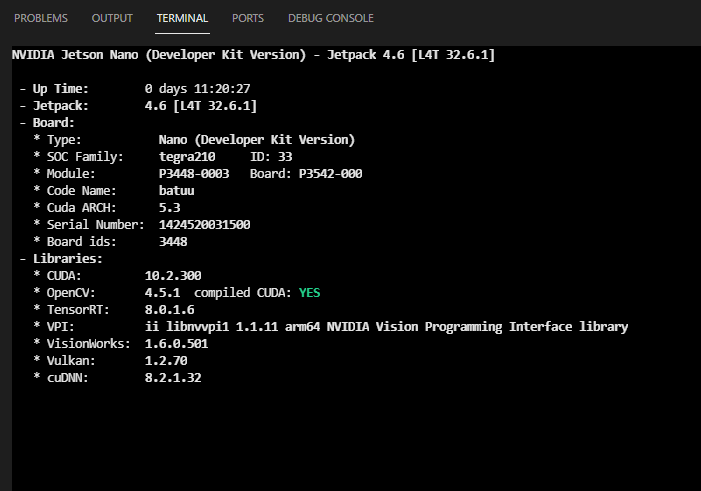 PROBLEMS OUTPUT TERMINAL PORTS DEBUG CONSOLE
NVIDIA Jetson Nano (Developer Kit Version) - Jetpack 4.6 [L4T 32.6.1]
- Up Time: 0 days 11:20:27
- Jetpack: 4.6 [L4T 32.6.1]
- Board:
* Type: Nano (Developer Kit Version)
* SOC Family: tegra210 ID: 33
* Module: P3448-0003 Board: P3542-000
* Code Name: batuu
* Cuda ARCH: 5.3
* Serial Number: 1424520031500
* Board ids: 3448
- Libraries:
* CUDA: 10.2.300
* OpenCV: 4.5.1 compiled CUDA: YES
* TensorRT: 8.0.1.6
* VPI: ii libnvvpi1 1.1.11 arm64 NVIDIA Vision Programming Interface library
* VisionWorks: 1.6.0.501
* Vulkan: 1.2.70
* cuDNN: 8.2.1.32